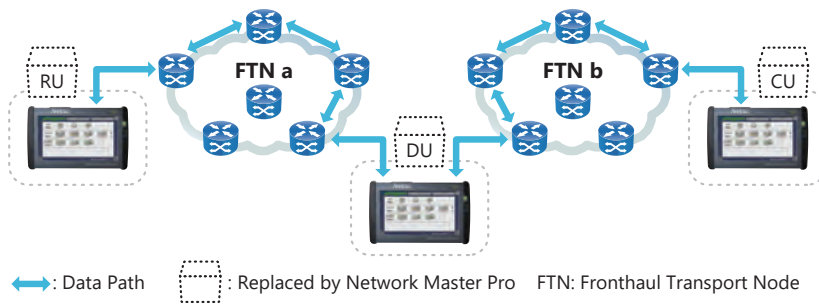 FTN a
FTN b
RU
CU
DU
: Data Path
: Replaced by Network Master Pro
FTN: Fronthaul Transport Node